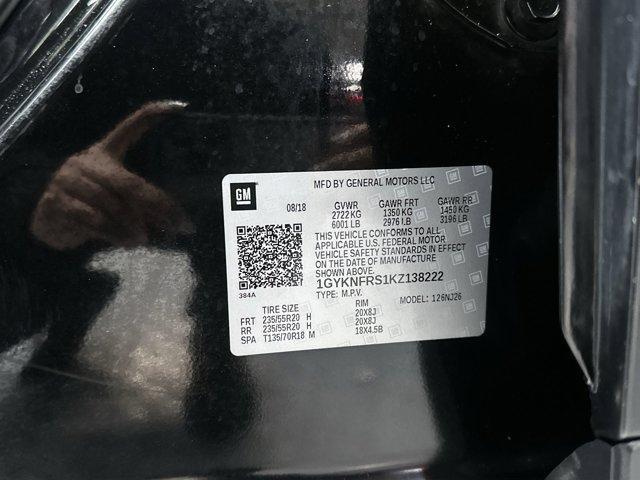 GM
MFD BY GENERAL MOTORS LLC
08/18 GVWR GAWR FRT GAWR RR
2722 KG 1350 KG 1450 KG
6001 LB 2976 LB 3196 LB
THIS VEHICLE CONFORMS TO ALL
APPLICABLE U.S. FEDERAL MOTOR
VEHICLE SAFETY STANDARDS IN EFFECT
ON THE DATE OF MANUFACTURE
SHOWN ABOVE.
1GYKNFRS1KZ138222
384A
TYPE: M.P.V. MODEL: 126NJ26
TIRE SIZE RIM
FRT 235/55R20 H 20X8J
RR 235/55R20 H 20X8J
SPA T135/70R18 M 18X4.5B